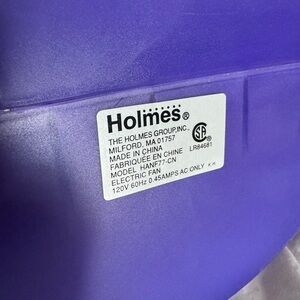 Holmes®
THE HOLMES GROUP, INC.,
MILFORD, MA 01757
MADE IN CHINA
FABRIQUÉE EN CHINE
MODEL HANF77-CN
ELECTRIC FAN
120V 60Hz 0.45AMPS AC ONLY
LR84681